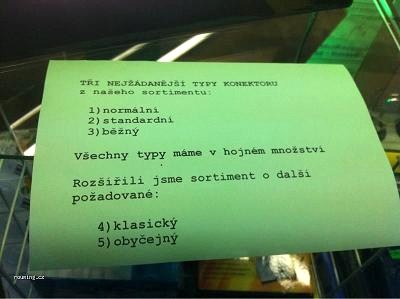 TŘI NEJŽÁDANĚJŠÍ TYPY KONEKTORU
z našeho sortimentu:
1)normální
2)standardní
3)běžný
Všechny typy máme v hojném množství
Rozšířili jsme sortiment o další
požadované:
4)klasický
5)obyčejný
rouming.cz